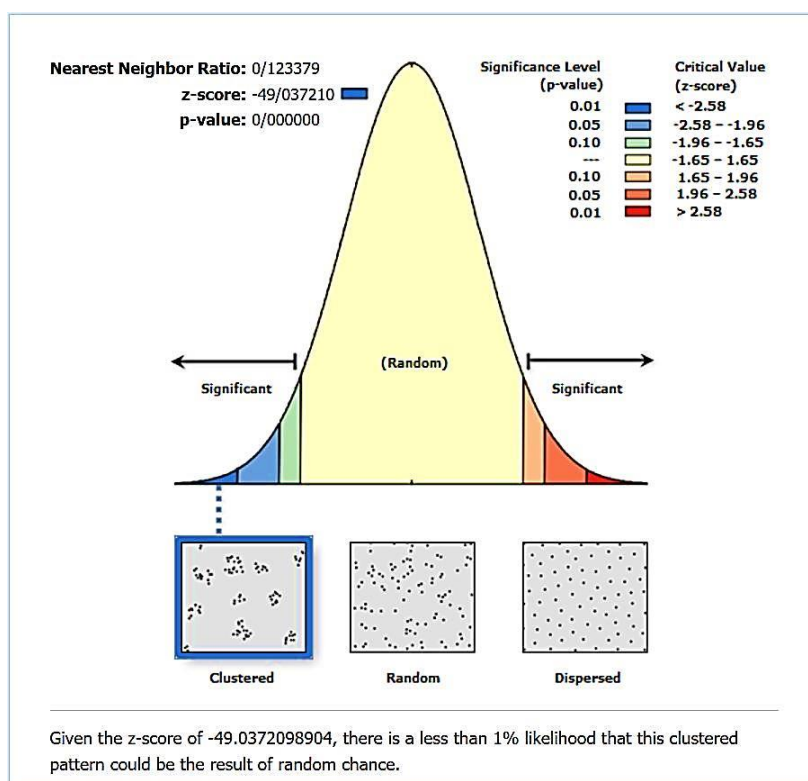 Nearest Neighbor Ratio: 0/123379
z-score: -49/037210
p-value: 0/000000
Significance Level (p-value) Critical Value (z-score)
0.01 < -2.58
0.05 -2.58 – -1.96
0.10 -1.96 – -1.65
--- -1.65 – 1.65
0.10 1.65 – 1.96
0.05 1.96 – 2.58
0.01 > 2.58
(Random)
Significant Significant
Clustered Random Dispersed
Given the z-score of -49.0372098904, there is a less than 1% likelihood that this clustered
pattern could be the result of random chance.